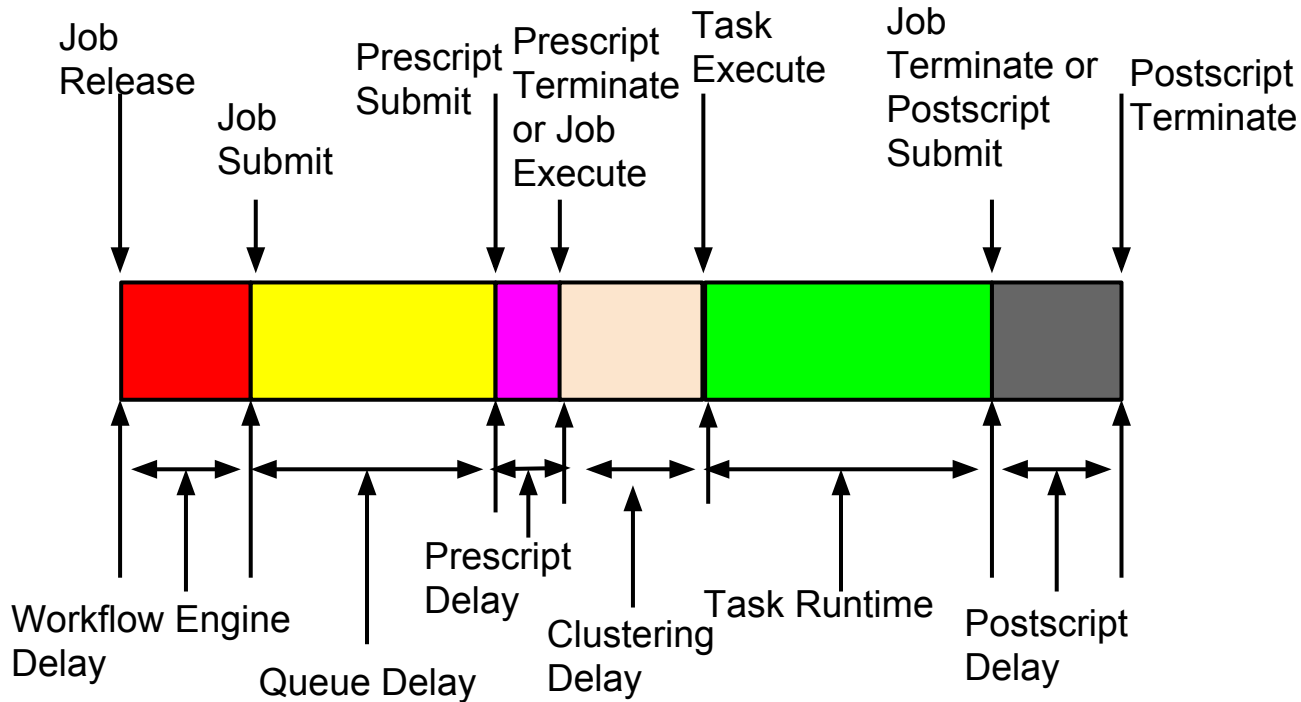 Job
Release
Job
Submit
Prescript
Submit
Prescript
Terminate
or Job
Execute
Task
Execute
Job
Terminate or
Postscript
Submit
Postscript
Terminate
Workflow Engine
Delay
Queue Delay
Prescript
Delay
Clustering
Delay
Task Runtime
Postscript
Delay